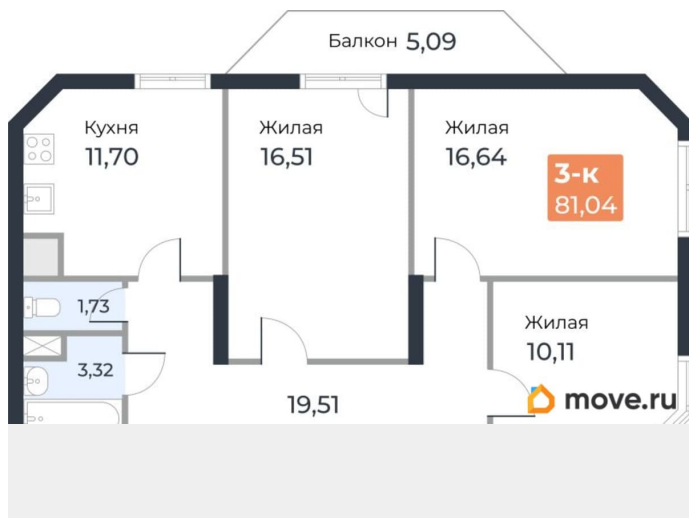 Балкон 5,09
Кухня
11,70
Жилая
16,51
Жилая
16,64
3-к
81,04
1,73
3,32
Жилая
10,11
19,51
move.ru